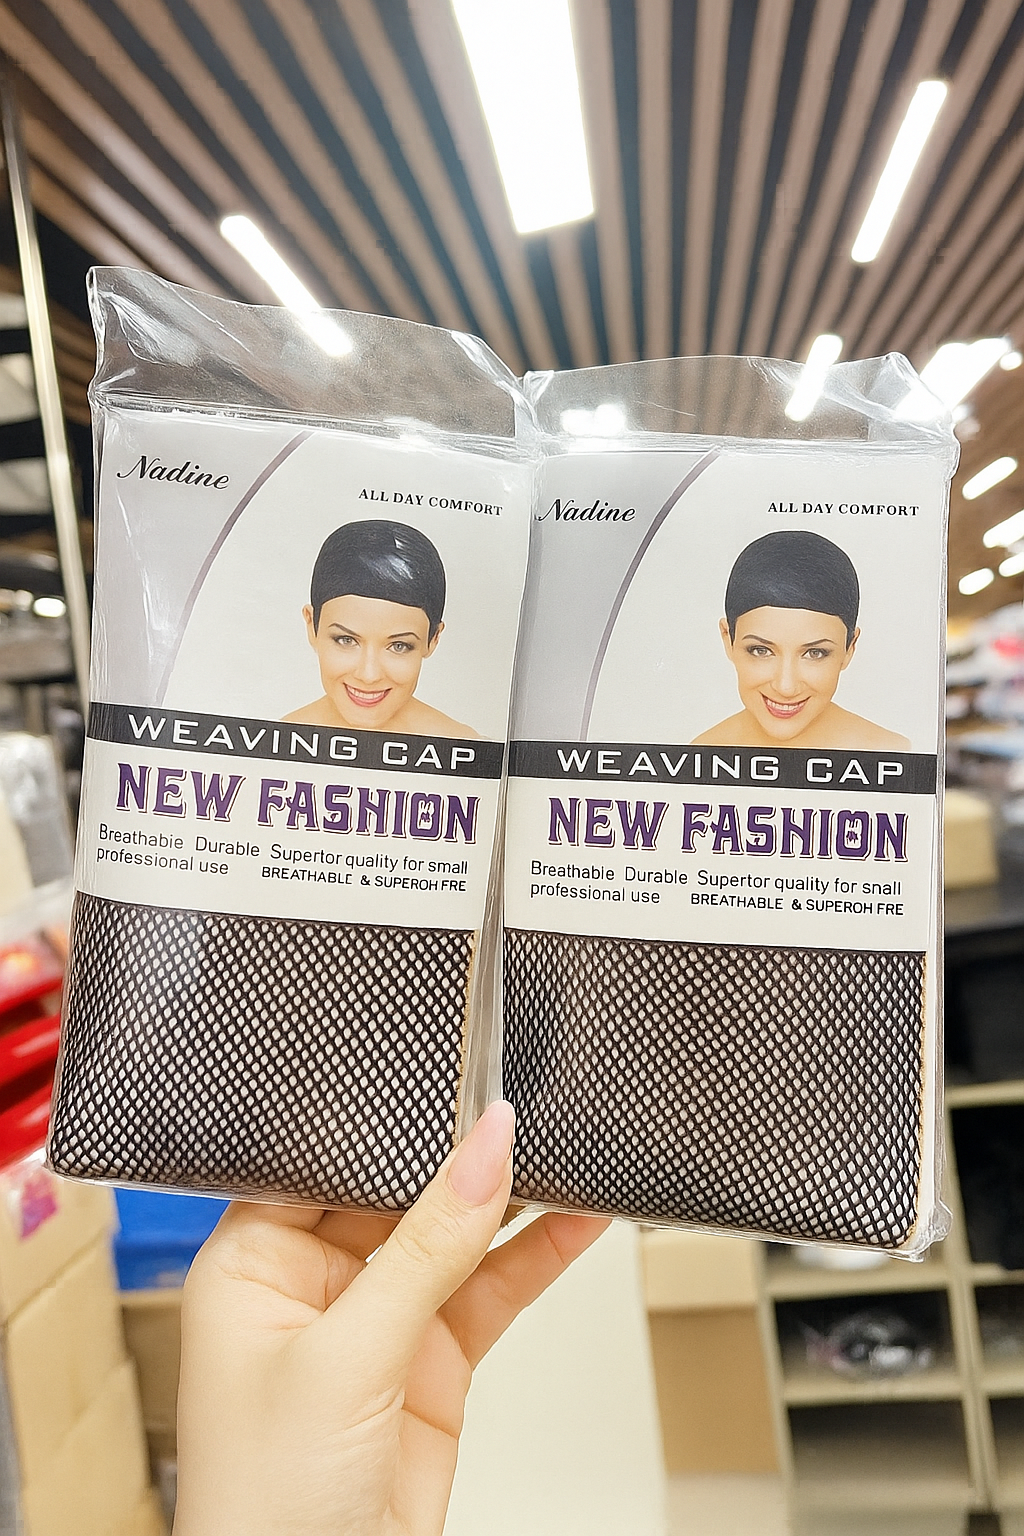 Nadine
ALL DAY COMFORT
WEAVING CAP
NEW FASHION
Breathable Durable Supertor quality for small
professional use BREATHABLE & SUPEROH FRE
Nadine
ALL DAY COMFORT
WEAVING CAP
NEW FASHION
Breathable Durable Supertor quality for snall
professional use BREATHABLE & SUPEROH FRE